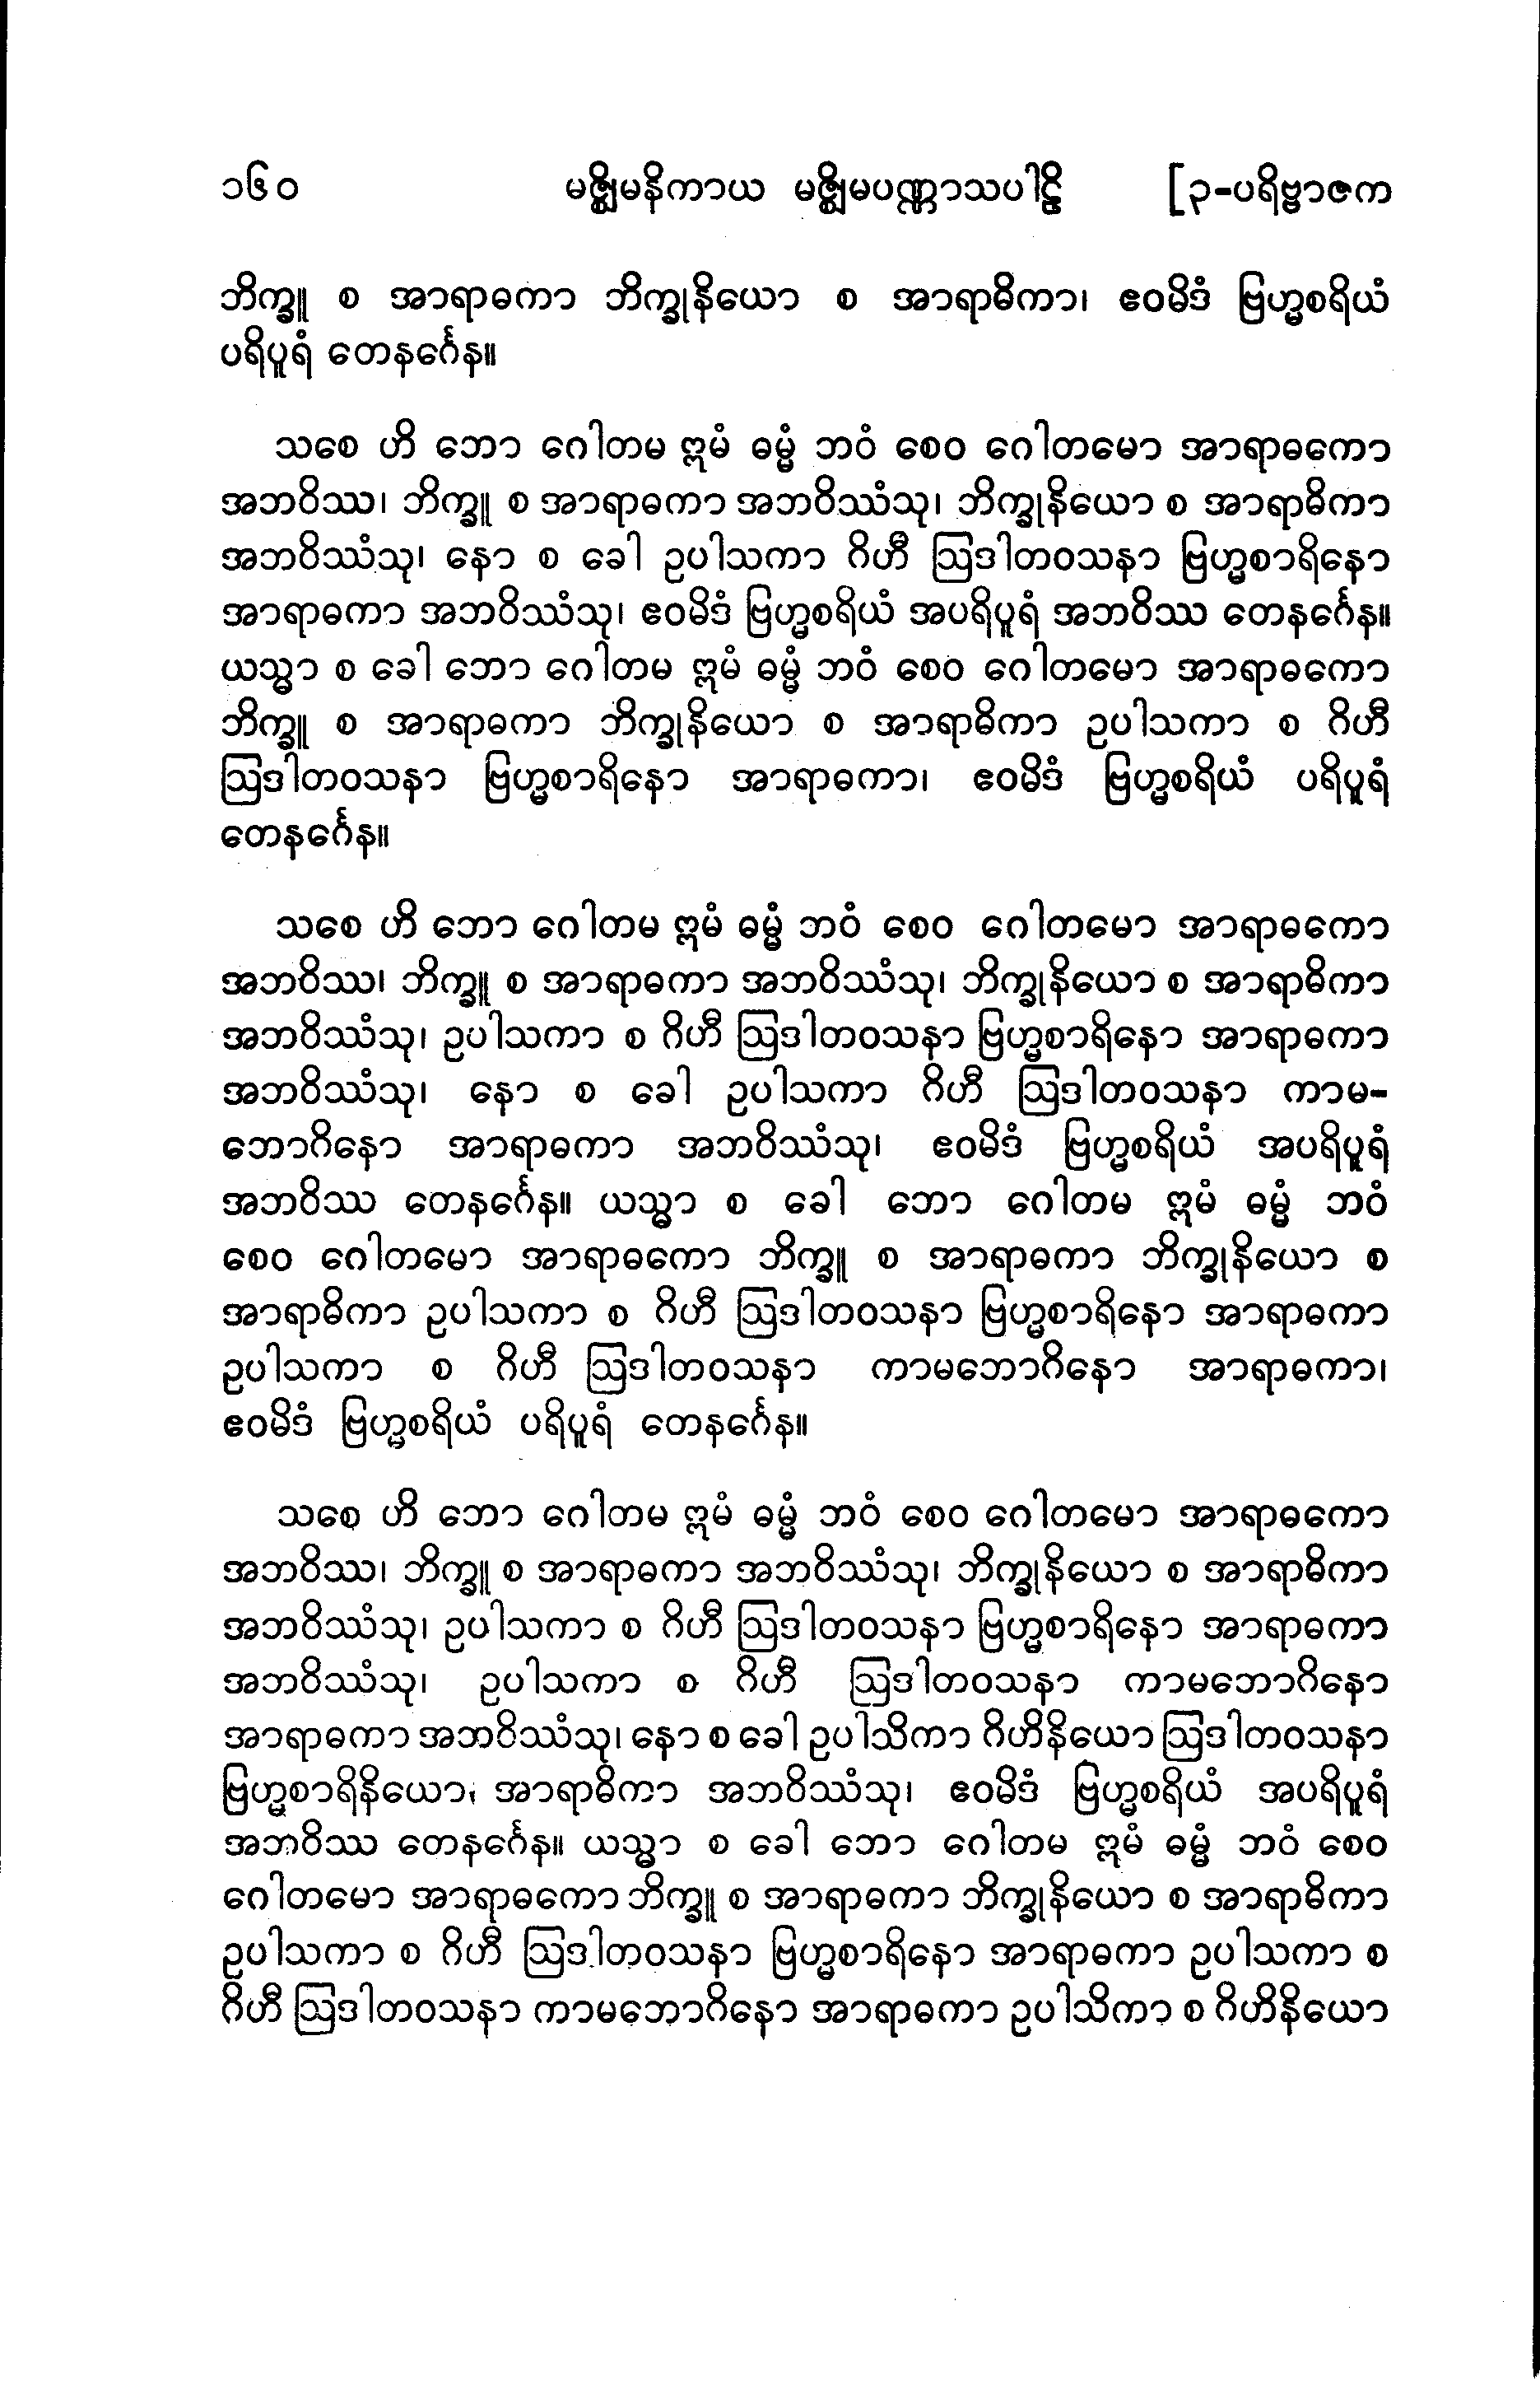 ၁၆၀ မဇ္ဈိမနိကာယ မဇ္ဈိမပဏ္ဏာသပါဠိ [၃-ပရိဗ္ဗာဇက
ဘိက္ခူ စ အာရာဓကာ ဘိက္ခုနိယော စ အာရာဓိကာ၊ ဧဝမိဒံ ဗြဟ္မစရိယံ
ပရိပူရံ တေနင်္ဂေန။
သစေ ဟိ ဘော ဂေါတမ ဣမံ ဓမ္မံ ဘဝံ စေဝ ဂေါတမော အာရာဓကော
အဘဝိဿ၊ ဘိက္ခူ စ အာရာဓကာ အဘဝိဿံသု၊ ဘိက္ခုနိယော စ အာရာဓိကာ
အဘဝိဿံသု၊ နော စ ခေါ ဥပါသကာ ဂိဟီ ဩဒါတဝသနာ ဗြဟ္မစာရိနော
အာရာဓကာ အဘဝိဿံသု၊ ဧဝမိဒံ ဗြဟ္မစရိယံ အပရိပူရံ အဘဝိဿ တေနင်္ဂေန။
ယသ္မာ စ ခေါ ဘော ဂေါတမ ဣမံ ဓမ္မံ ဘဝံ စေဝ ဂေါတမော အာရာဓကော
ဘိက္ခူ စ အာရာဓကာ ဘိက္ခုနိယော စ အာရာဓိကာ ဥပါသကာ စ ဂိဟီ
ဩဒါတဝသနာ ဗြဟ္မစာရိနော အာရာဓကာ၊ ဧဝမိဒံ ဗြဟ္မစရိယံ ပရိပူရံ
တေနင်္ဂေန။
သစေ ဟိ ဘော ဂေါတမ ဣမံ ဓမ္မံ ဘဝံ စေဝ ဂေါတမော အာရာဓကော
အဘဝိဿ၊ ဘိက္ခူ စ အာရာဓကာ အဘဝိဿံသု၊ ဘိက္ခုနိယော စ အာရာဓိကာ
အဘဝိဿံသု၊ ဥပါသကာ စ ဂိဟီ ဩဒါတဝသနာ ဗြဟ္မစာရိနော အာရာဓကာ
အဘဝိဿံသု၊ နော စ ခေါ ဥပါသကာ ဂိဟီ ဩဒါတဝသနာ ကာမ-
ဘောဂိနော အာရာဓကာ အဘဝိဿံသု၊ ဧဝမိဒံ ဗြဟ္မစရိယံ အပရိပူရံ
အဘဝိဿ တေနင်္ဂေန။ ယသ္မာ စ ခေါ ဘော ဂေါတမ ဣမံ ဓမ္မံ ဘဝံ
စေဝ ဂေါတမော အာရာဓကော ဘိက္ခူ စ အာရာဓကာ ဘိက္ခုနိယော စ
အာရာဓိကာ ဥပါသကာ စ ဂိဟီ ဩဒါတဝသနာ ဗြဟ္မစာရိနော အာရာဓကာ
ဥပါသကာ စ ဂိဟီ ဩဒါတဝသနာ ကာမဘောဂိနော အာရာဓကာ၊
ဧဝမိဒံ ဗြဟ္မစရိယံ ပရိပူရံ တေနင်္ဂေန။
သစေ ဟိ ဘော ဂေါတမ ဣမံ ဓမ္မံ ဘဝံ စေဝ ဂေါတမော အာရာဓကော
အဘဝိဿ၊ ဘိက္ခူ စ အာရာဓကာ အဘဝိဿံသု၊ ဘိက္ခုနိယော စ အာရာဓိကာ
အဘဝိဿံသု၊ ဥပါသကာ စ ဂိဟီ ဩဒါတဝသနာ ဗြဟ္မစာရိနော အာရာဓကာ
အဘဝိဿံသု၊ ဥပါသကာ စ ဂိဟီ ဩဒါတဝသနာ ကာမဘောဂိနော
အာရာဓကာ အဘဝိဿံသု၊ နော စ ခေါ ဥပါသိကာ ဂိဟိနိယော ဩဒါတဝသနာ
ဗြဟ္မစာရိနိယော၊ အာရာဓိကာ အဘဝိဿံသု၊ ဧဝမိဒံ ဗြဟ္မစရိယံ အပရိပူရံ
အဘဝိဿ တေနင်္ဂေန။ ယသ္မာ စ ခေါ ဘော ဂေါတမ ဣမံ ဓမ္မံ ဘဝံ စေဝ
ဂေါတမော အာရာဓကော ဘိက္ခူ စ အာရာဓကာ ဘိက္ခုနိယော စ အာရာဓိကာ
ဥပါသကာ စ ဂိဟီ ဩဒါတဝသနာ ဗြဟ္မစာရိနော အာရာဓကာ ဥပါသကာ စ
ဂိဟီ ဩဒါတဝသနာ ကာမဘောဂိနော အာရာဓကာ ဥပါသိကာ စ ဂိဟိနိယော